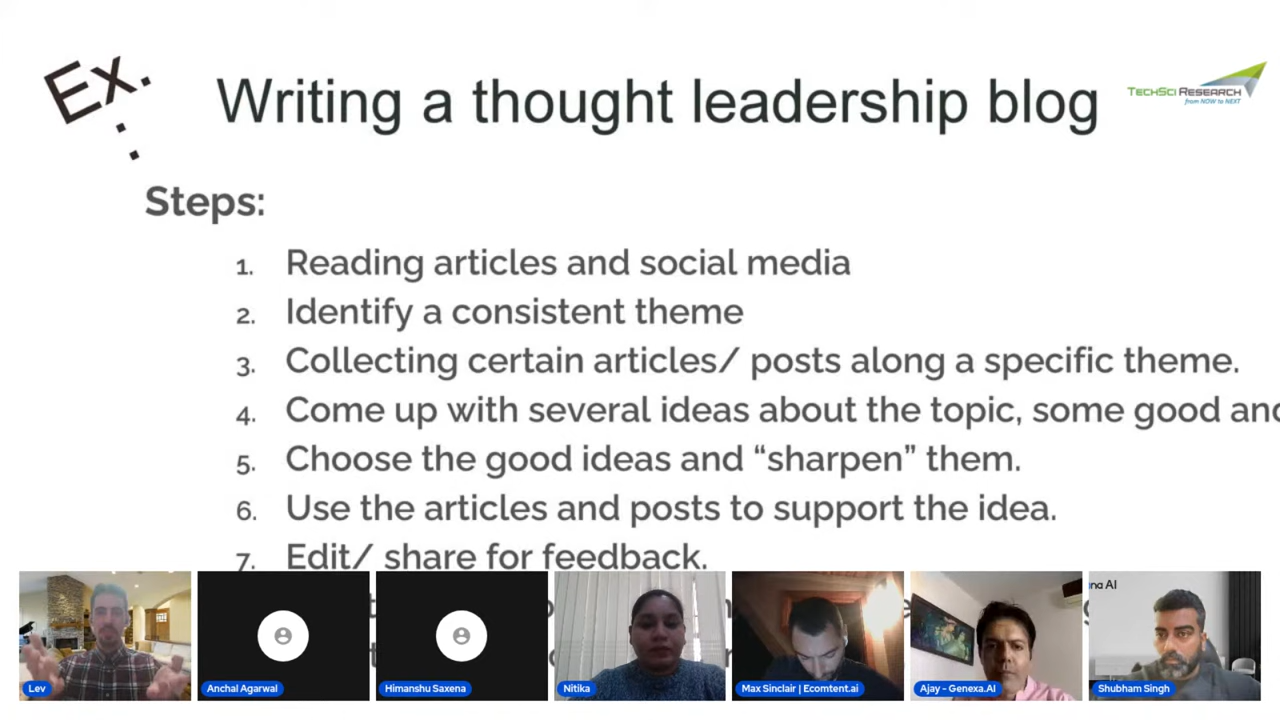 Ex.
Writing a thought leadership blog
TECHSCI RESEARCH
from NOW to NEXT
Steps:
1. Reading articles and social media
2. Identify a consistent theme
3. Collecting certain articles/ posts along a specific theme.
4. Come up with several ideas about the topic, some good and
5. Choose the good ideas and “sharpen” them.
6. Use the articles and posts to support the idea.
7. Edit/ share for feedback.
AI
Lev
Anchal Agarwal
Himanshu Saxena
Nitika
Max Sinclair | Ecomtent.ai
Ajay - Genexa.AI
Shubham Singh